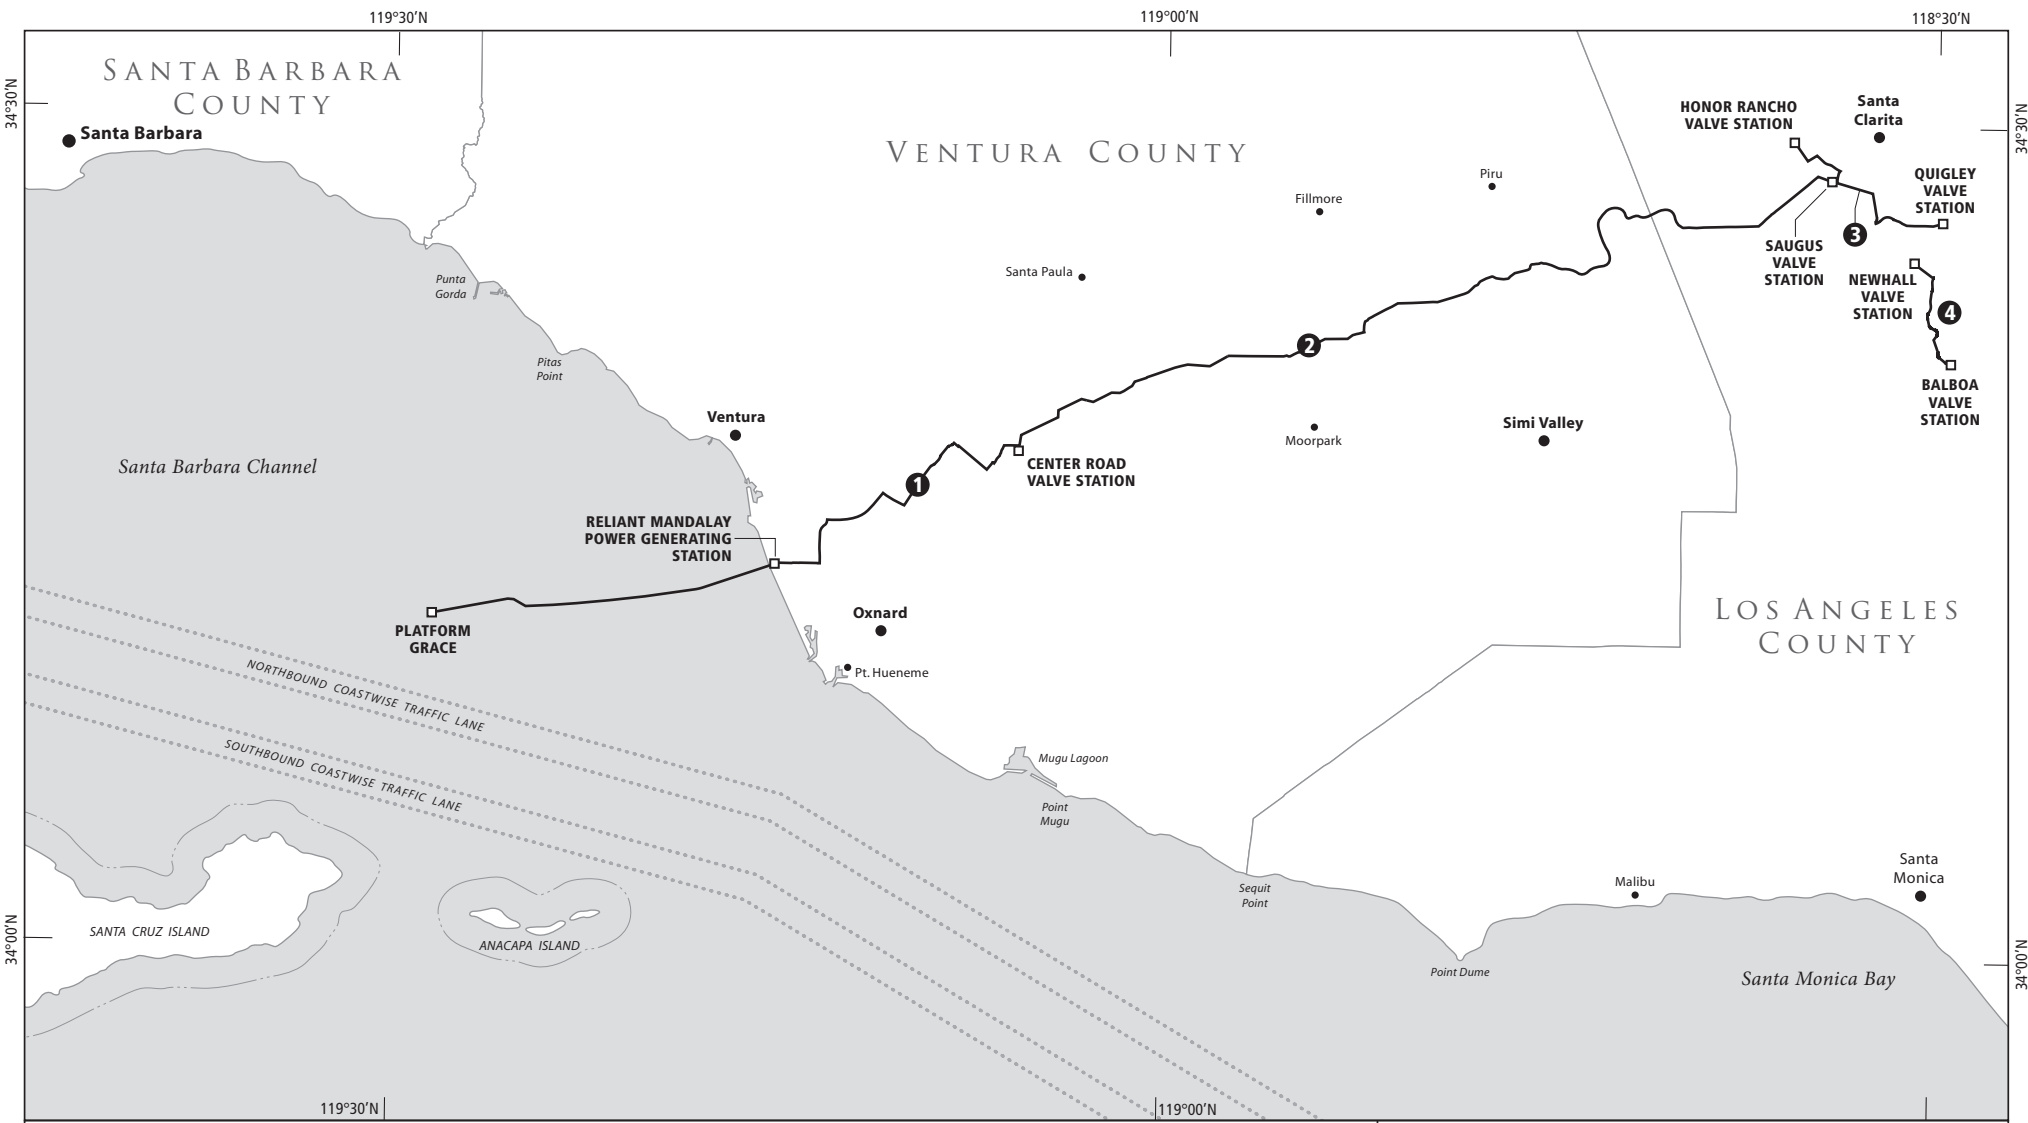 119°30'N
119°00'N
118°30'N
34°30'N
34°30'N
SANTA BARBARA
COUNTY
Santa Barbara
VENTURA COUNTY
HONOR RANCHO
VALVE STATION
Santa
Clarita
QUIGLEY
VALVE
STATION
Piru
Fillmore
Santa Paula
3
SAUGUS
VALVE
STATION
NEWHALL
VALVE
STATION
4
BALBOA
VALVE
STATION
Punta
Gorda
Pitas
Point
2
Ventura
Moorpark
Simi Valley
Santa Barbara Channel
CENTER ROAD
VALVE STATION
1
RELIANT MANDALAY
POWER GENERATING
STATION
Oxnard
PLATFORM
GRACE
LOS ANGELES
COUNTY
Pt. Hueneme
NORTHBOUND COASTWISE TRAFFIC LANE
SOUTHBOUND COASTWISE TRAFFIC LANE
Mugu Lagoon
Point
Mugu
Sequit
Point
Malibu
Santa
Monica
SANTA CRUZ ISLAND
ANACAPA ISLAND
Point Dume
Santa Monica Bay
34°00'N
34°00'N
119°30'N
119°00'N